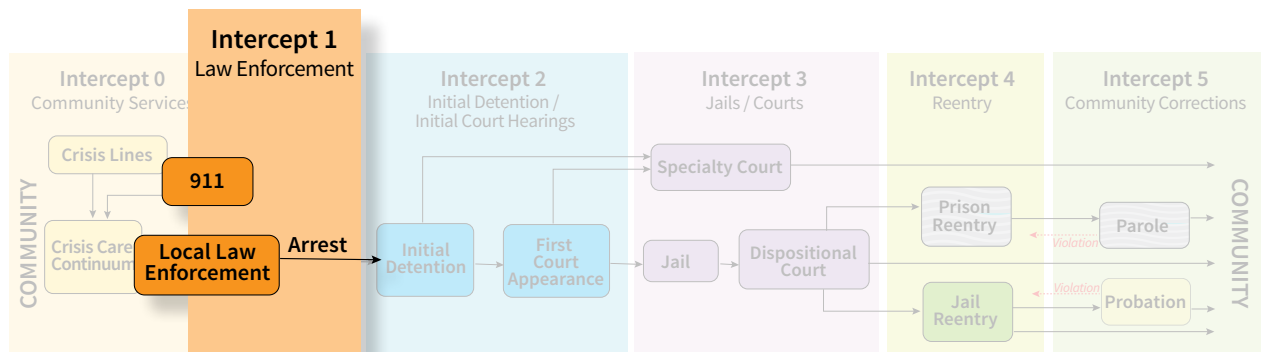 COMMUNITY
Intercept 0
Community Services
Crisis Lines
Crisis Care
Continuum
Intercept 1
Law Enforcement
911
Local Law
Enforcement
Arrest
Intercept 2
Initial Detention /
Initial Court Hearings
Initial
Detention
First
Court
Appearance
Intercept 3
Jails / Courts
Specialty Court
Jail
Dispositional
Court
Intercept 4
Reentry
Prison
Reentry
Jail
Reentry
Intercept 5
Community Corrections
Parole
Violation
Violation
Probation
COMMUNITY